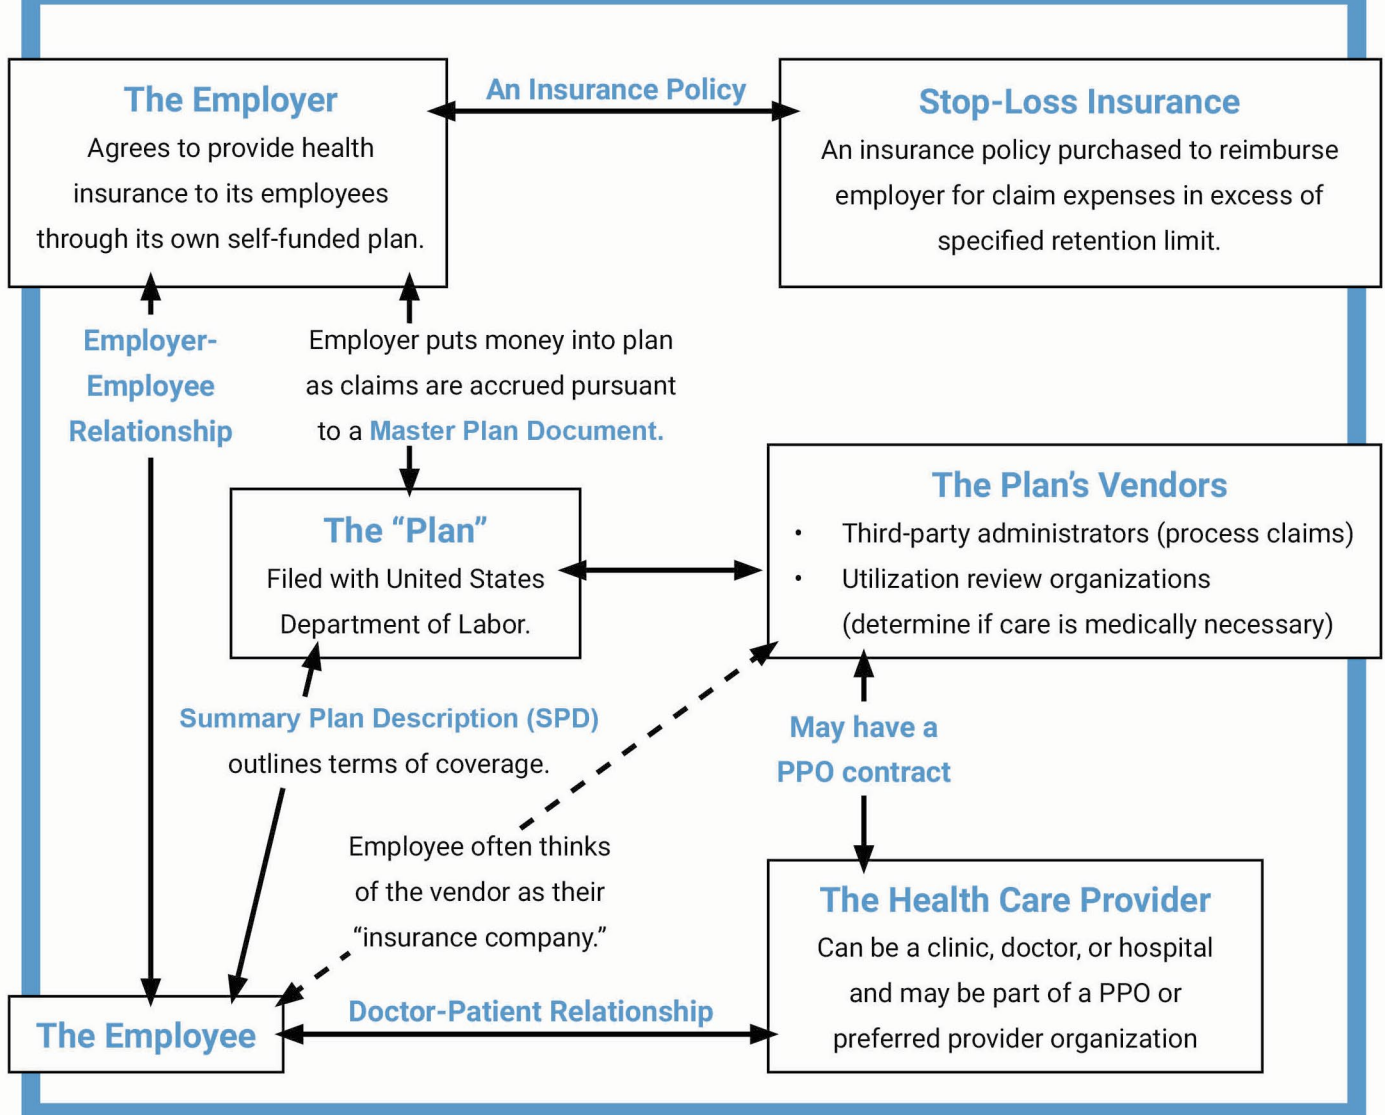 The Employer
Agrees to provide health
insurance to its employees
through its own self-funded plan.
An Insurance Policy
Stop-Loss Insurance
An insurance policy purchased to reimburse
employer for claim expenses in excess of
specified retention limit.
Employer-
Employee
Relationship
Employer puts money into plan
as claims are accrued pursuant
to a Master Plan Document.
The “Plan”
Filed with United States
Department of Labor.
The Plan’s Vendors
• Third-party administrators (process claims)
• Utilization review organizations
(determine if care is medically necessary)
Summary Plan Description (SPD)
outlines terms of coverage.
May have a
PPO contract
Employee often thinks
of the vendor as their
“insurance company.”
The Health Care Provider
Can be a clinic, doctor, or hospital
and may be part of a PPO or
preferred provider organization
Doctor-Patient Relationship
The Employee